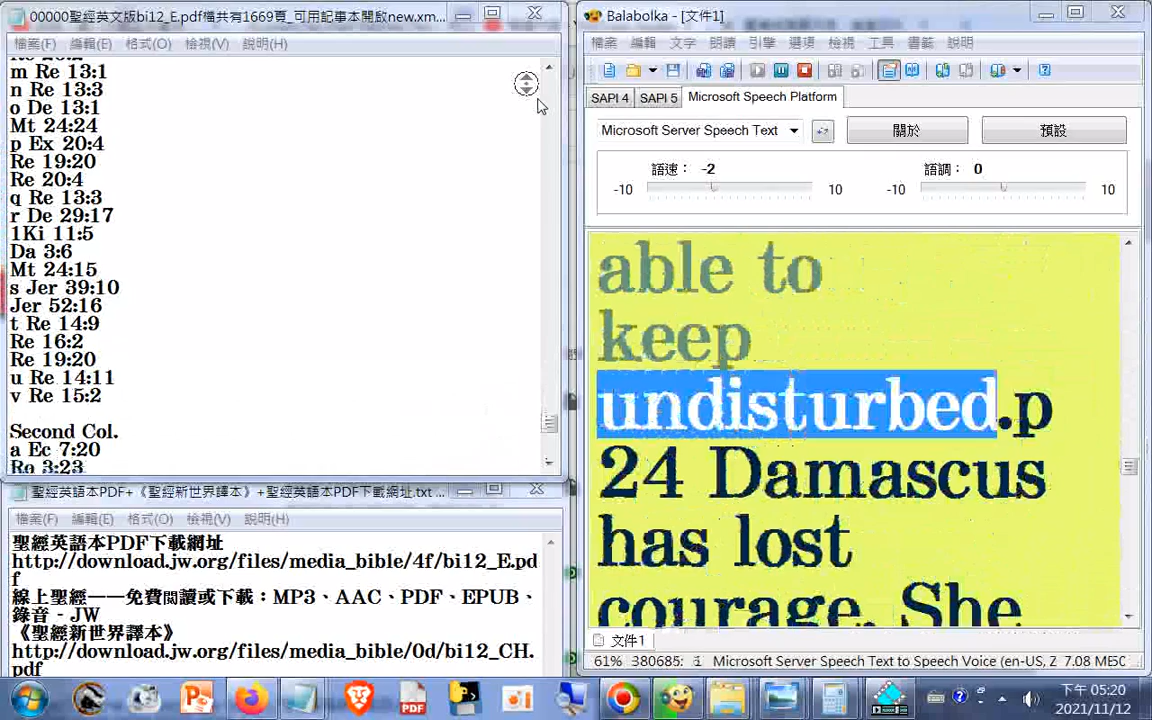 00000聖經英文版bi12_E.pdf檔共有1669頁_可用記事本開啟new.xm...
檔案(F) 編輯(E) 格式(O) 檢視(V) 說明(H)
m Re 13:1
n Re 13:3
o De 13:1
Mt 24:24
p Ex 20:4
Re 19:20
Re 20:4
q Re 13:3
r De 29:17
1Ki 11:5
Da 3:6
Mt 24:15
s Jer 39:10
Jer 52:16
t Re 14:9
Re 16:2
Re 19:20
u Re 14:11
v Re 15:2
Second Col.
a Ec 7:20
Ro 3:23
聖經英語本PDF+《聖經新世界譯本》+聖經英語本PDF下載網址.txt ...
檔案(F) 編輯(E) 格式(O) 檢視(V) 說明(H)
聖經英語本PDF下載網址
http://download.jw.org/files/media_bible/4f/bi12_E.pd
f
線上聖經——免費閱讀或下載：MP3、AAC、PDF、EPUB、
錄音 - JW
《聖經新世界譯本》
http://download.jw.org/files/media_bible/0d/bi12_CH.
pdf
Balabolka - [文件1]
檔案 編輯 文字 朗讀 引擎 選項 檢視 工具 書籤 說明
SAPI 4 SAPI 5 Microsoft Speech Platform
Microsoft Server Speech Text 關於 預設
語速： -2 語調： 0
-10 10 -10 10
able to
keep
undisturbed.p
24 Damascus
has lost
courage. She
文件1
61% 380685: 1 Microsoft Server Speech Text to Speech Voice (en-US, Z 7.08 МБ
PDF
下午 05:20
2021/11/12